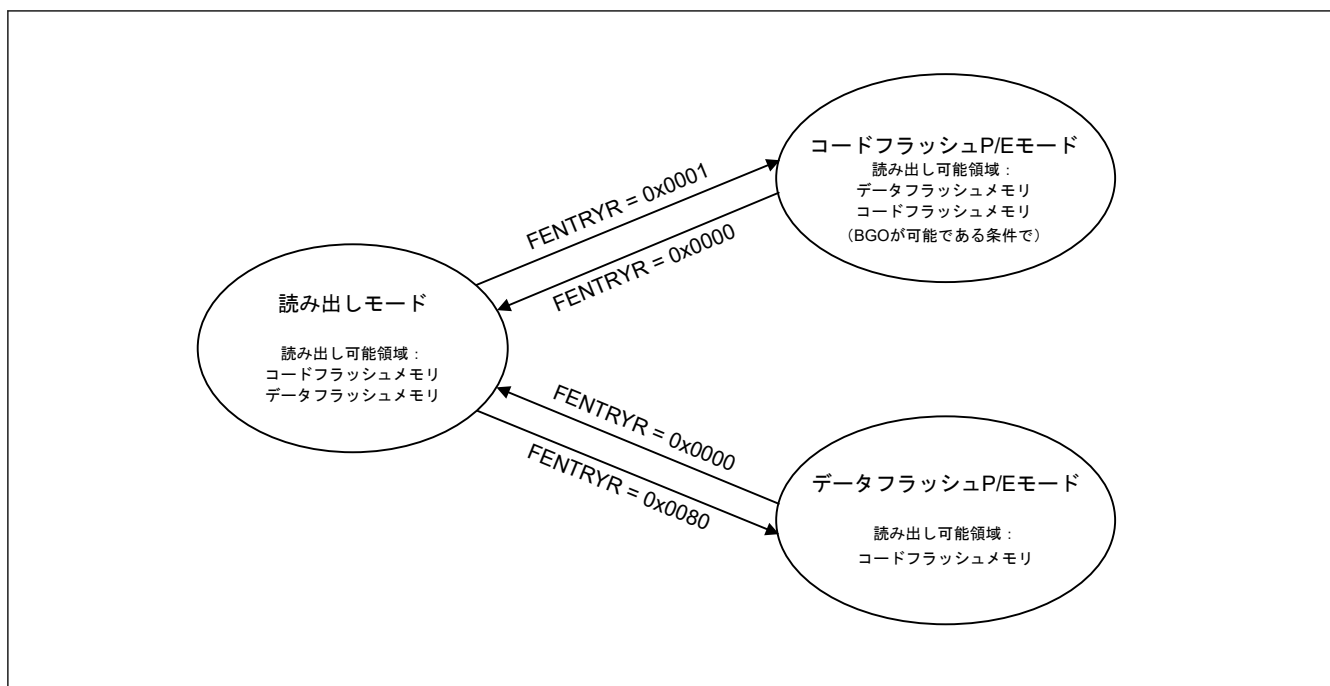 コードフラッシュP/Eモード
読み出し可能領域：
データフラッシュメモリ
コードフラッシュメモリ
（BGOが可能である条件で）
FENTRYR = 0x0001
FENTRYR = 0x0000
読み出しモード
読み出し可能領域：
コードフラッシュメモリ
データフラッシュメモリ
FENTRYR = 0x0000
FENTRYR = 0x0080
データフラッシュP/Eモード
読み出し可能領域：
コードフラッシュメモリ